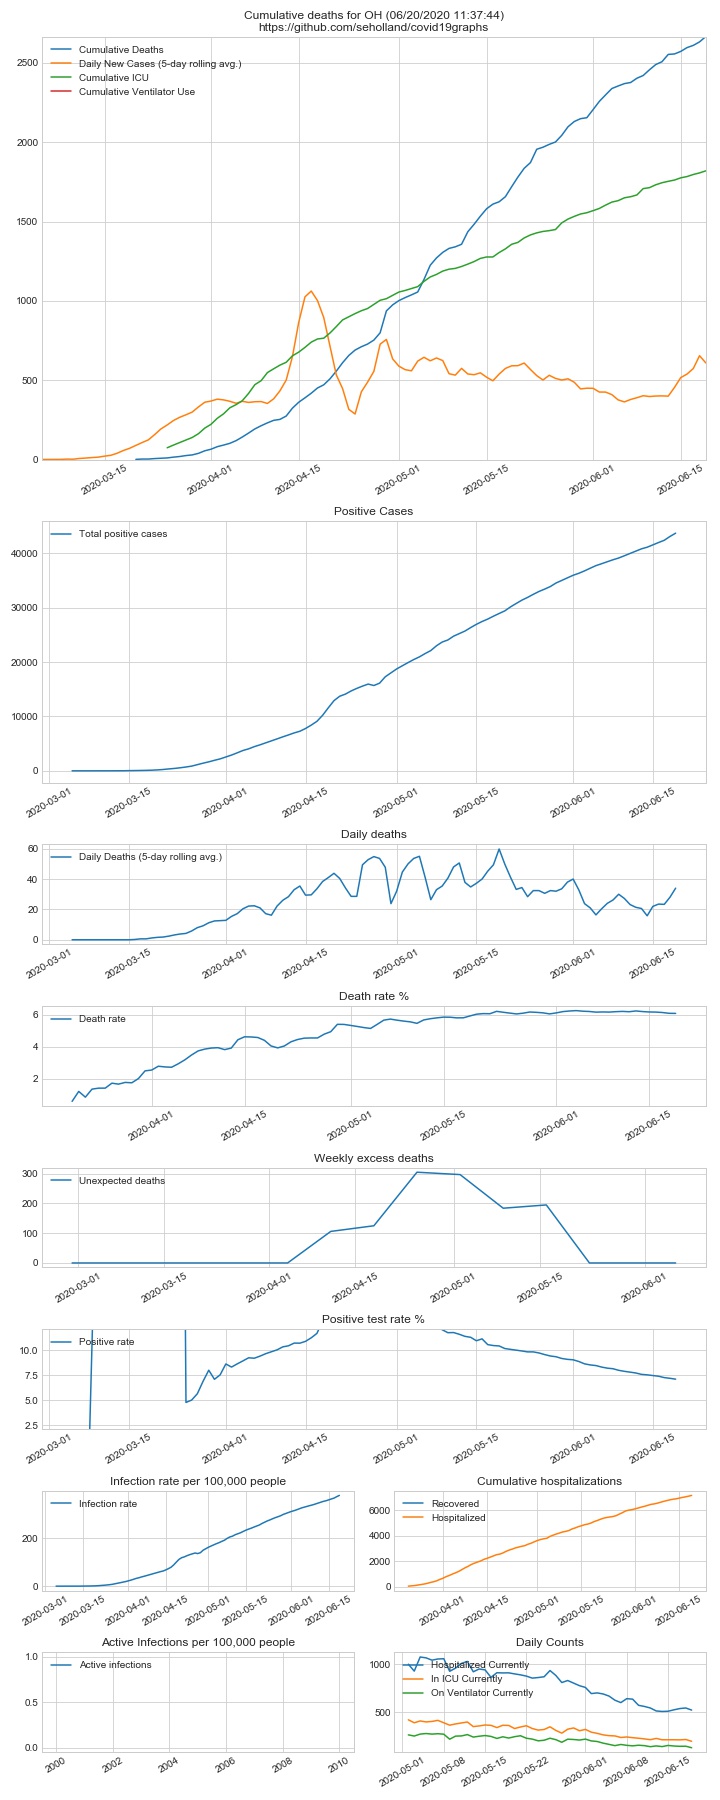 Cumulative deaths for OH (06/20/2020 11:37:44)
https://github.com/seholland/covid19graphs
Cumulative Deaths
Daily New Cases (5-day rolling avg.)
Cumulative ICU
Cumulative Ventilator Use
2500
2000
1500
1000
500
0
2020-03-15 2020-04-01 2020-04-15 2020-05-01 2020-05-15 2020-06-01 2020-06-15
Positive Cases
Total positive cases
40000
30000
20000
10000
0
2020-03-01 2020-03-15 2020-04-01 2020-04-15 2020-05-01 2020-05-15 2020-06-01 2020-06-15
Daily deaths
60
Daily Deaths (5-day rolling avg.)
40
20
0
2020-03-01 2020-03-15 2020-04-01 2020-04-15 2020-05-01 2020-05-15 2020-06-01 2020-06-15
Death rate %
6
Death rate
4
2
2020-04-01 2020-04-15 2020-05-01 2020-05-15 2020-06-01 2020-06-15
Weekly excess deaths
300
Unexpected deaths
200
100
0
2020-03-01 2020-03-15 2020-04-01 2020-04-15 2020-05-01 2020-05-15 2020-06-01
Positive test rate %
Positive rate
10.0
7.5
5.0
2.5
2020-03-01 2020-03-15 2020-04-01 2020-04-15 2020-05-01 2020-05-15 2020-06-01 2020-06-15
Infection rate per 100,000 people
Infection rate
200
0
2020-03-01 2020-03-15 2020-04-01 2020-04-15 2020-05-01 2020-05-15 2020-06-01 2020-06-15
Cumulative hospitalizations
Recovered
Hospitalized
6000
4000
2000
0
2020-04-01 2020-04-15 2020-05-01 2020-05-15 2020-06-01 2020-06-15
Active Infections per 100,000 people
1.0
Active infections
0.5
0.0
2000 2002 2004 2006 2008 2010
Daily Counts
1000
Hospitalized Currently
In ICU Currently
On Ventilator Currently
500
2020-05-01 2020-05-08 2020-05-15 2020-05-22 2020-06-01 2020-06-08 2020-06-15